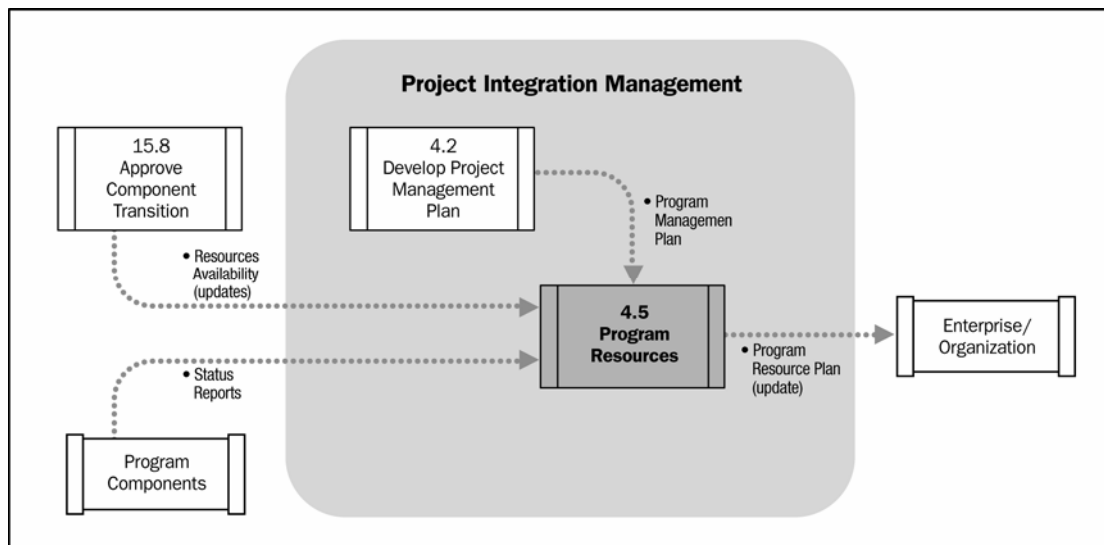 Project Integration Management
15.8
Approve
Component
Transition
4.2
Develop Project
Management
Plan
• Program
Managemen
Plan
• Resources
Availability
(updates)
4.5
Program
Resources
Enterprise/
Organization
• Program
Resource Plan
(update)
• Status
Reports
Program
Components